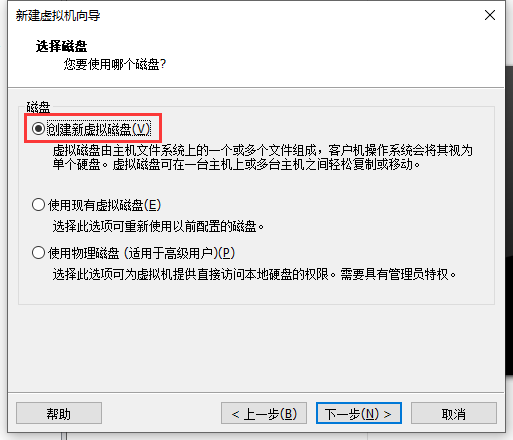 新建虚拟机向导
选择磁盘
您要使用哪个磁盘?
磁盘
创建新虚拟磁盘(V)
虚拟磁盘由主机文件系统上的一个或多个文件组成，客户机操作系统会将其视为
单个硬盘。虚拟磁盘可在一台主机上或多台主机之间轻松复制或移动。
使用现有虚拟磁盘(E)
选择此选项可重新使用以前配置的磁盘。
使用物理磁盘 (适用于高级用户)(P)
选择此选项可为虚拟机提供直接访问本地硬盘的权限。需要具有管理员特权。
帮助
< 上一步(B)
下一步(N) >
取消